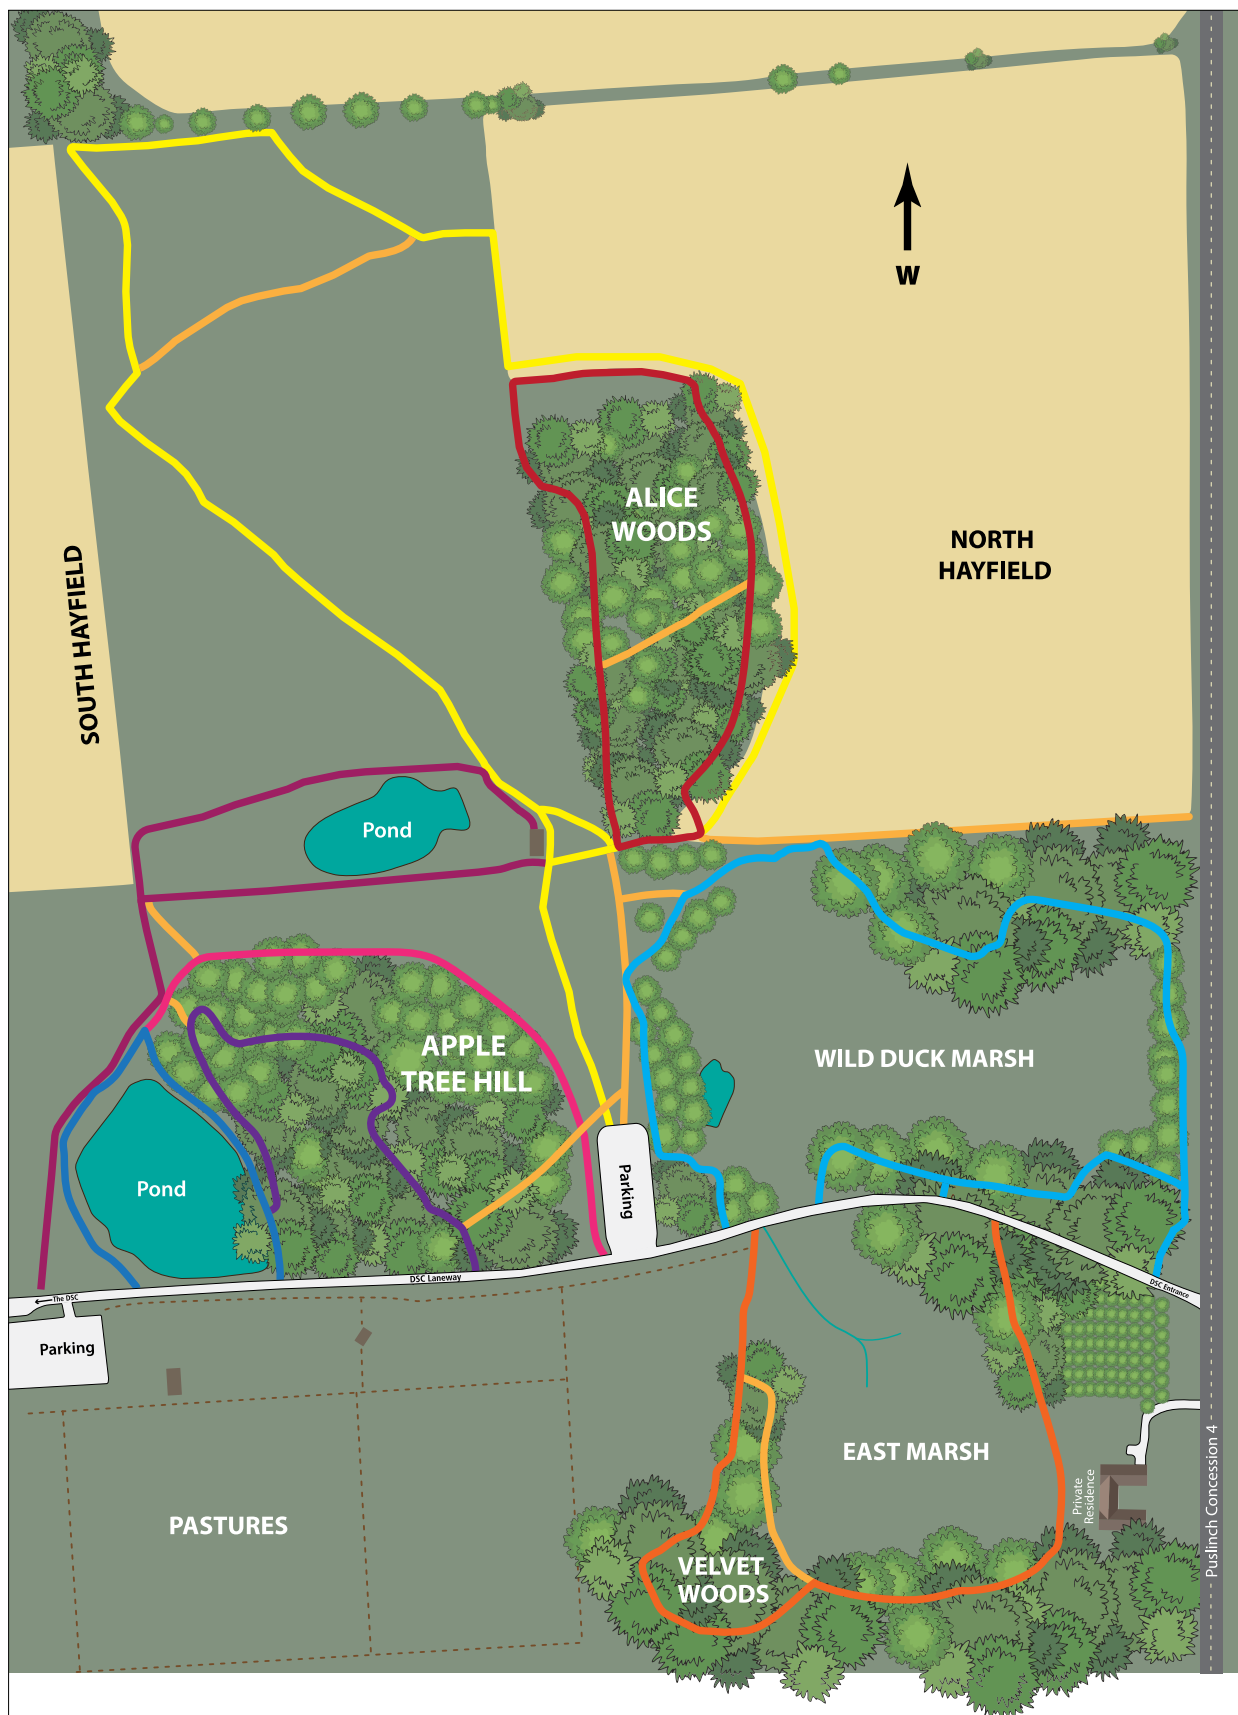 W
ALICE
WOODS
NORTH
HAYFIELD
SOUTH HAYFIELD
Pond
APPLE
TREE HILL
WILD DUCK MARSH
Pond
Parking
DSC Laneway
DSC Entrance
The DSC
Parking
EAST MARSH
Puslinch Concession 4
Private
Residence
PASTURES
VELVET
WOODS